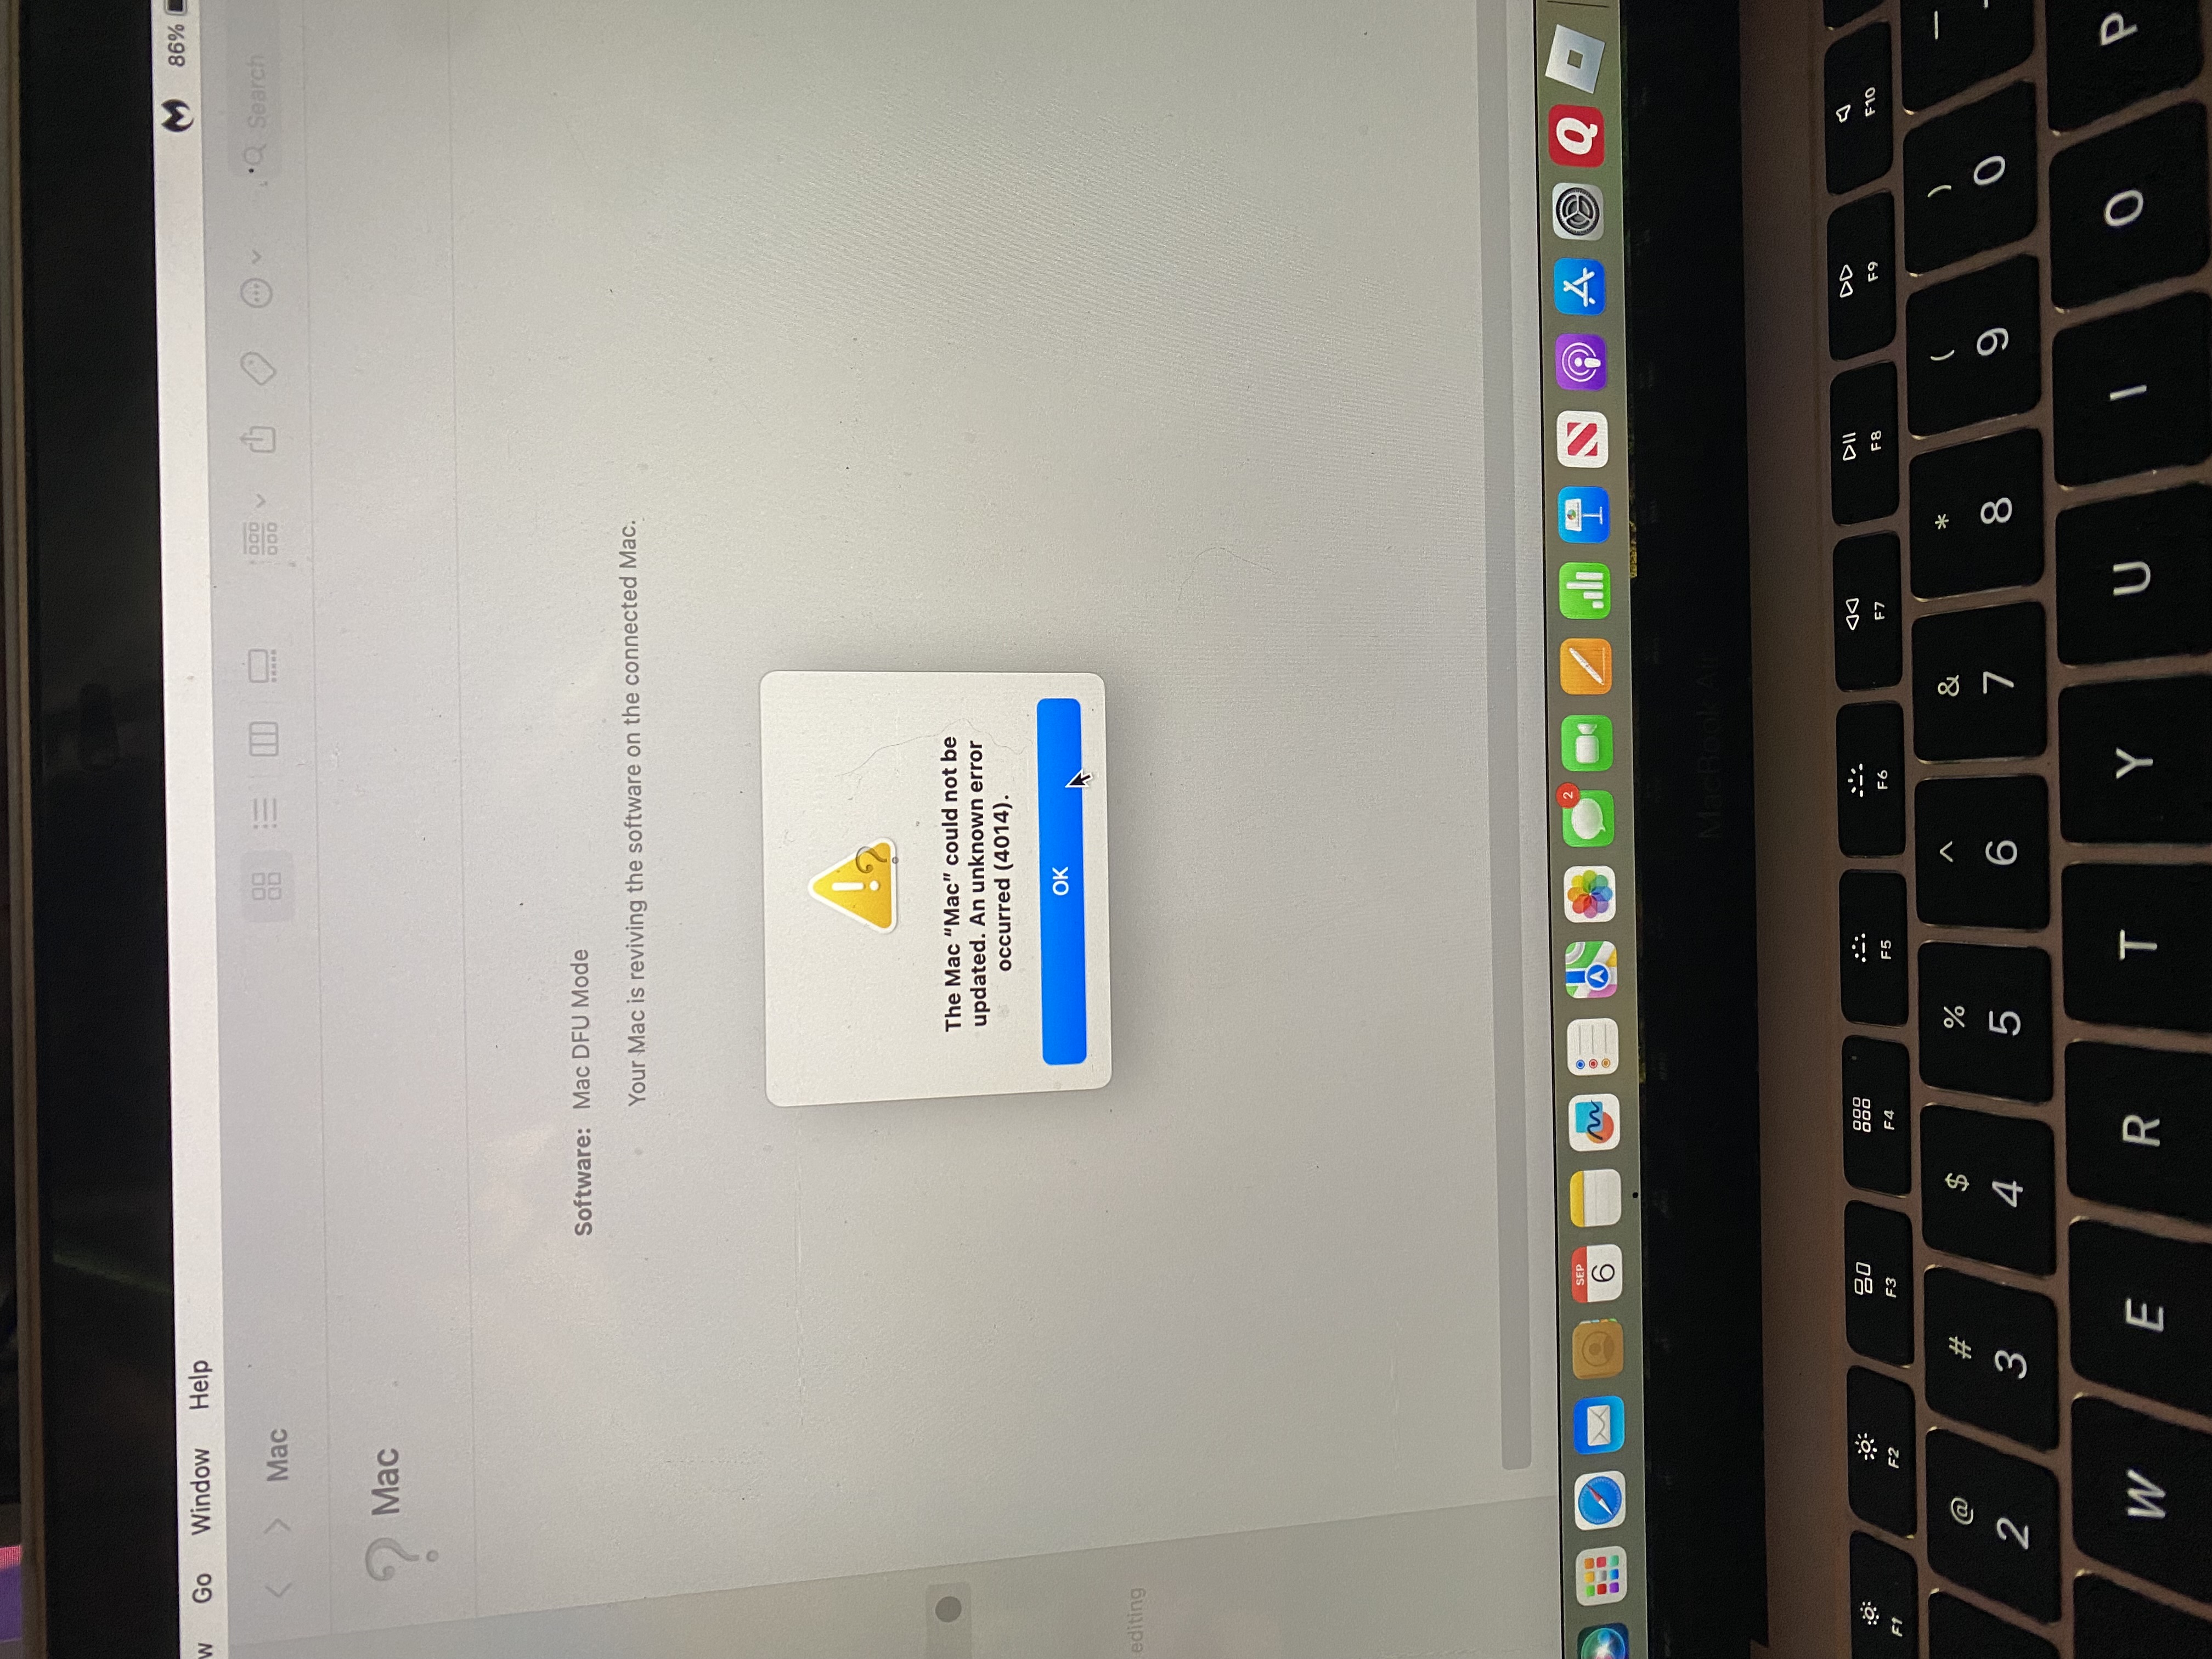 w Go Window Help 86%
Mac Search
Mac
Software: Mac DFU Mode
Your Mac is reviving the software on the connected Mac.
The Mac “Mac” could not be
updated. An unknown error
occurred (4014).
OK
editing
SEP
6
2
Q
MacBook Air
F1 F2 F3 F4 F5 F6 F7 F8 F9 F10
@ # $ % ^ & * ( ) —
2 3 4 5 6 7 8 9 0
W E R T Y U I O P